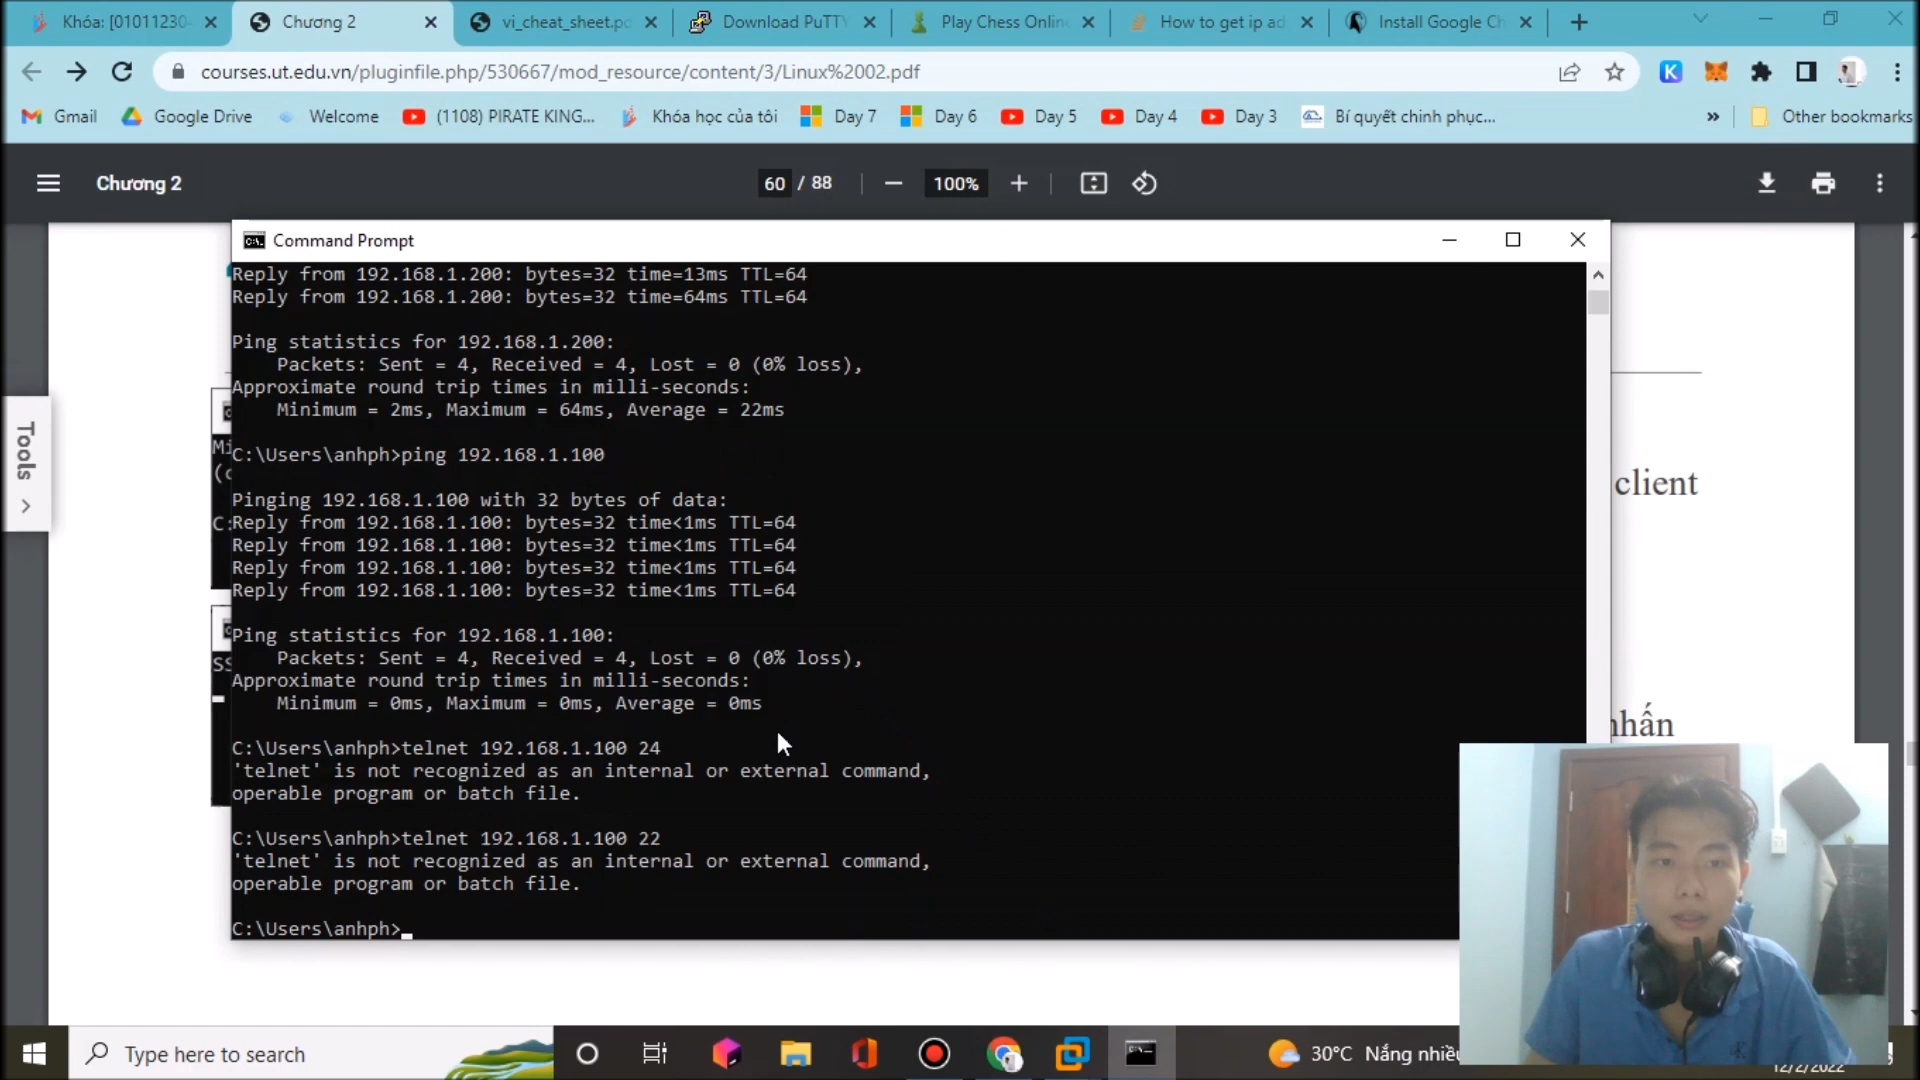 Khóa: [01011230-
Chương 2
vi_cheat_sheet.pd
Download PuTTY
Play Chess Onlin
How to get ip ad
Install Google Ch
courses.ut.edu.vn/pluginfile.php/530667/mod_resource/content/3/Linux%2002.pdf
Gmail
Google Drive
Welcome
(1108) PIRATE KING...
Khóa học của tôi
Day 7
Day 6
Day 5
Day 4
Day 3
Bí quyết chinh phục...
»
Other bookmarks
Chương 2
60 / 88
100%
Command Prompt
Reply from 192.168.1.200: bytes=32 time=13ms TTL=64
Reply from 192.168.1.200: bytes=32 time=64ms TTL=64
Ping statistics for 192.168.1.200:
Packets: Sent = 4, Received = 4, Lost = 0 (0% loss),
Approximate round trip times in milli-seconds:
Minimum = 2ms, Maximum = 64ms, Average = 22ms
C:\Users\anhph>ping 192.168.1.100
Pinging 192.168.1.100 with 32 bytes of data:
Reply from 192.168.1.100: bytes=32 time<1ms TTL=64
Reply from 192.168.1.100: bytes=32 time<1ms TTL=64
Reply from 192.168.1.100: bytes=32 time<1ms TTL=64
Reply from 192.168.1.100: bytes=32 time<1ms TTL=64
Ping statistics for 192.168.1.100:
Packets: Sent = 4, Received = 4, Lost = 0 (0% loss),
Approximate round trip times in milli-seconds:
Minimum = 0ms, Maximum = 0ms, Average = 0ms
C:\Users\anhph>telnet 192.168.1.100 24
'telnet' is not recognized as an internal or external command,
operable program or batch file.
C:\Users\anhph>telnet 192.168.1.100 22
'telnet' is not recognized as an internal or external command,
operable program or batch file.
C:\Users\anhph>
Tools
Mi
(c
C:
SS
client
nhấn
Type here to search
30°C Nắng nhiều
12/2/2022